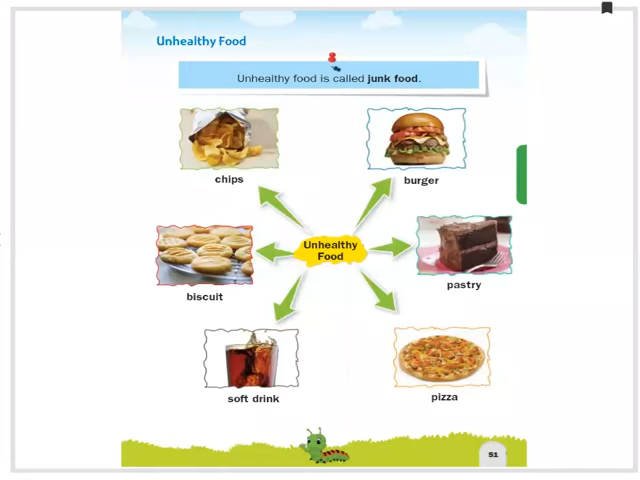 Unhealthy Food
Unhealthy food is called junk food.
chips
burger
Unhealthy
Food
biscuit
pastry
soft drink
pizza
51